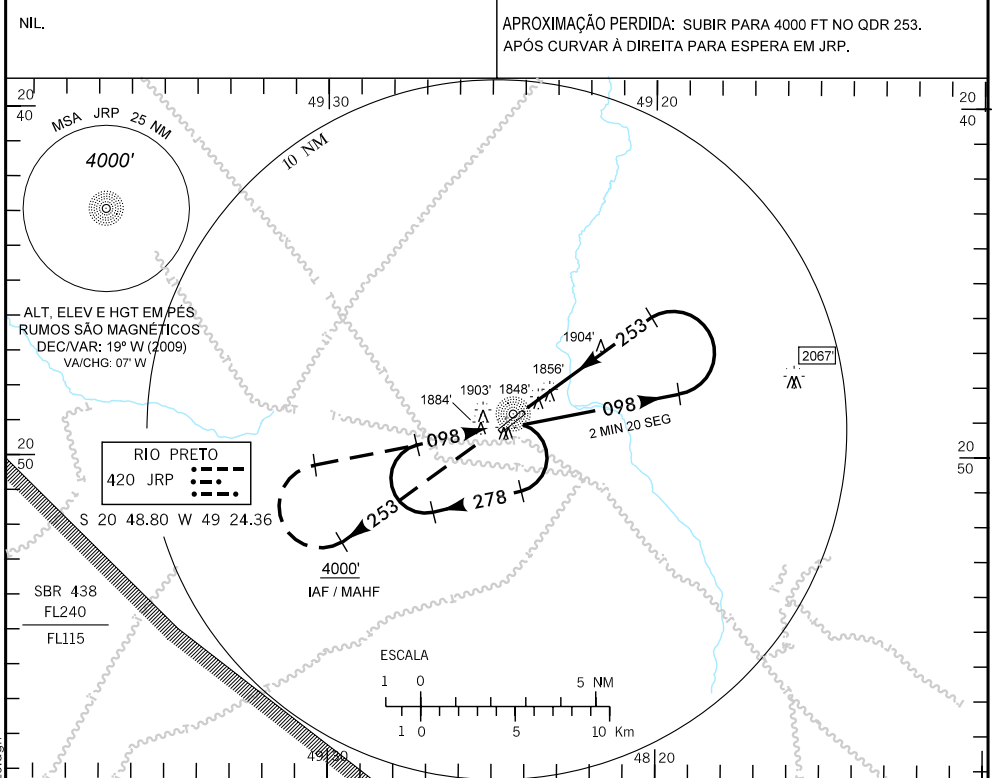 NIL.
APROXIMAÇÃO PERDIDA: SUBIR PARA 4000 FT NO QDR 253.
APÓS CURVAR À DIREITA PARA ESPERA EM JRP.
20
40
49 30
49 20
20
40
MSA JRP 25 NM
4000'
10 NM
ALT, ELEV E HGT EM PÉS
RUMOS SÃO MAGNÉTICOS
DEC/VAR: 19° W (2009)
VA/CHG: 07' W
1904'
253
2067'
1856'
1903'
1848'
1884'
098
2 MIN 20 SEG
098
20
50
20
50
RIO PRETO
420 JRP
278
253
S 20 48.80 W 49 24.36
4000'
IAF / MAHF
SBR 438
FL240
FL115
ESCALA
1 0 5 NM
1 0 5 10 Km
49 30
48 20